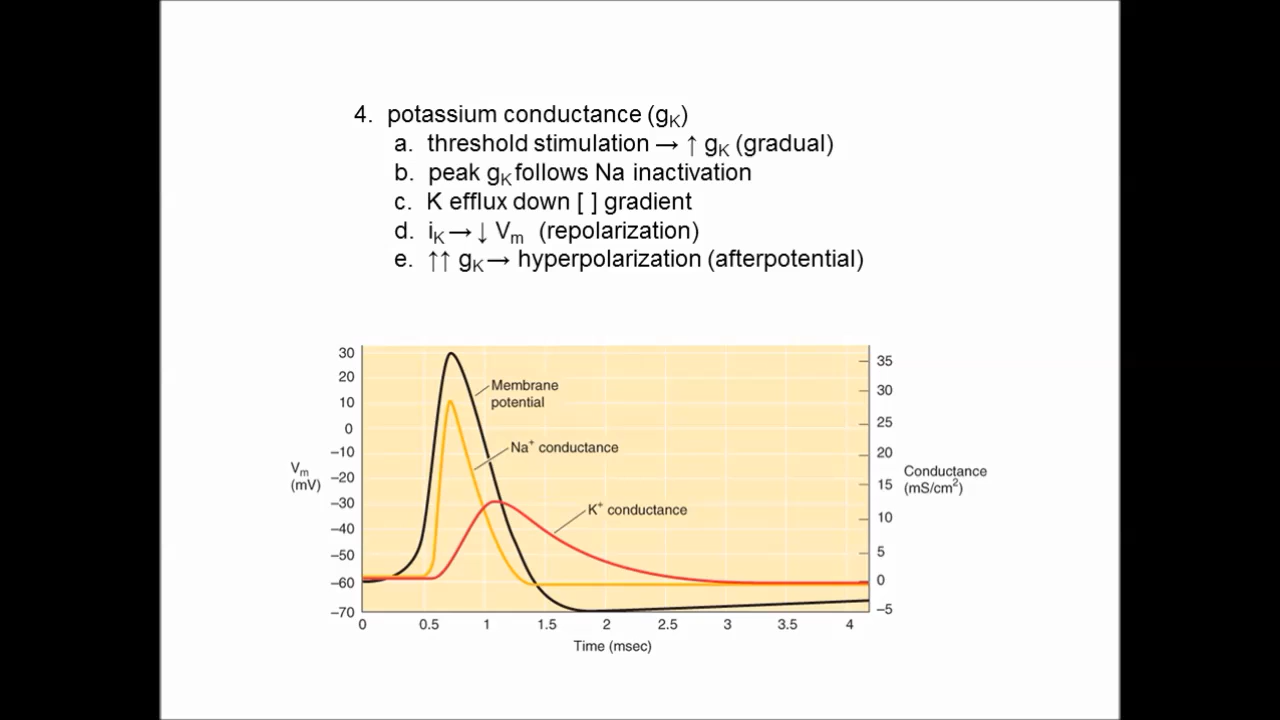 4. potassium conductance (gK)
a. threshold stimulation → ↑ gK (gradual)
b. peak gK follows Na inactivation
c. K efflux down [ ] gradient
d. iK → ↓ Vm (repolarization)
e. ↑↑ gK → hyperpolarization (afterpotential)
30
20
10
0
–10
–20
–30
–40
–50
–60
–70
Vm
(mV)
Membrane
potential
Na+ conductance
K+ conductance
35
30
25
20
15
10
5
0
–5
Conductance
(mS/cm2)
0 0.5 1 1.5 2 2.5 3 3.5 4
Time (msec)